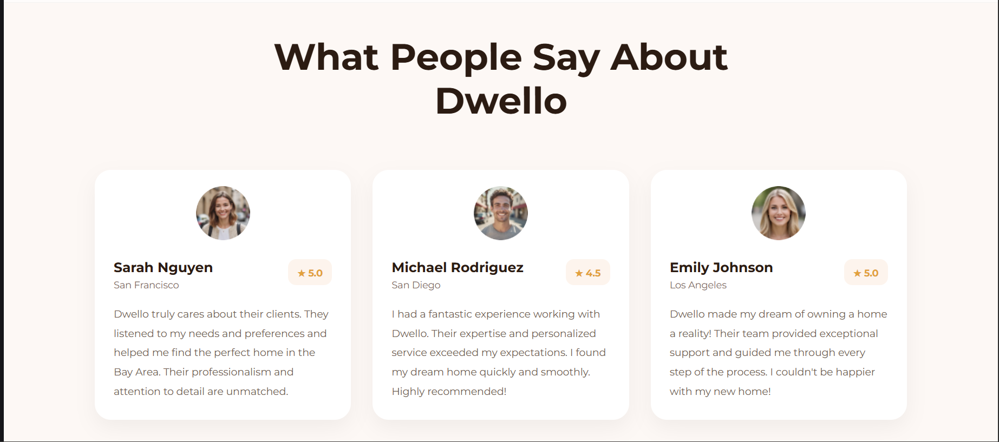 What People Say About
Dwello
Sarah Nguyen
San Francisco
★ 5.0
Dwello truly cares about their clients. They
listened to my needs and preferences and
helped me find the perfect home in the
Bay Area. Their professionalism and
attention to detail are unmatched.
Michael Rodriguez
San Diego
★ 4.5
I had a fantastic experience working with
Dwello. Their expertise and personalized
service exceeded my expectations. I found
my dream home quickly and smoothly.
Highly recommended!
Emily Johnson
Los Angeles
★ 5.0
Dwello made my dream of owning a home
a reality! Their team provided exceptional
support and guided me through every
step of the process. I couldn't be happier
with my new home!